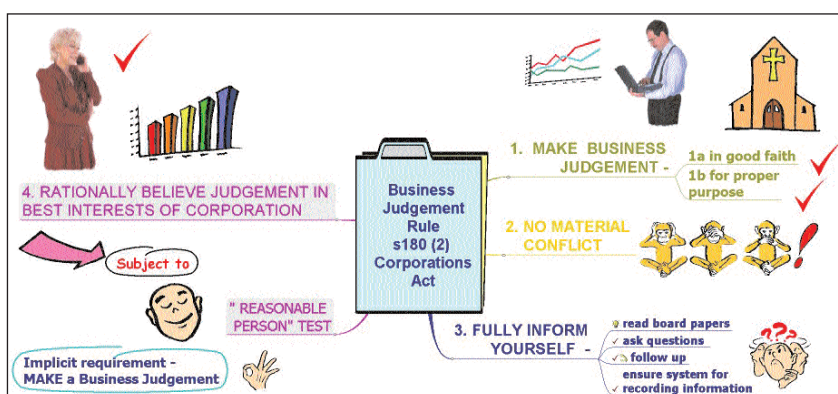 Business
Judgement
Rule
s180 (2)
Corporations
Act
1. MAKE BUSINESS
JUDGEMENT -
1a in good faith
1b for proper
purpose
2. NO MATERIAL
CONFLICT
3. FULLY INFORM
YOURSELF -
read board papers
ask questions
follow up
ensure system for
recording information
4. RATIONALLY BELIEVE JUDGEMENT IN
BEST INTERESTS OF CORPORATION
Subject to
" REASONABLE
PERSON" TEST
Implicit requirement -
MAKE a Business Judgement
???